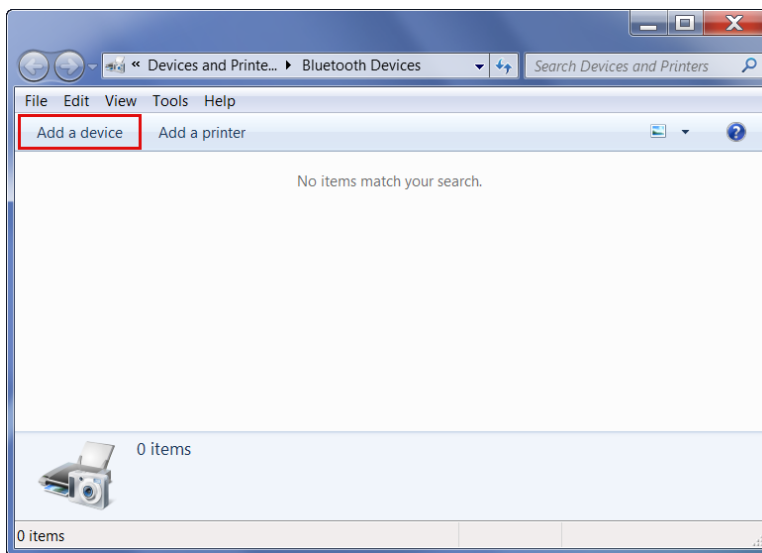 « Devices and Printe... Bluetooth Devices Search Devices and Printers
File Edit View Tools Help
Add a device Add a printer
No items match your search.
0 items
0 items